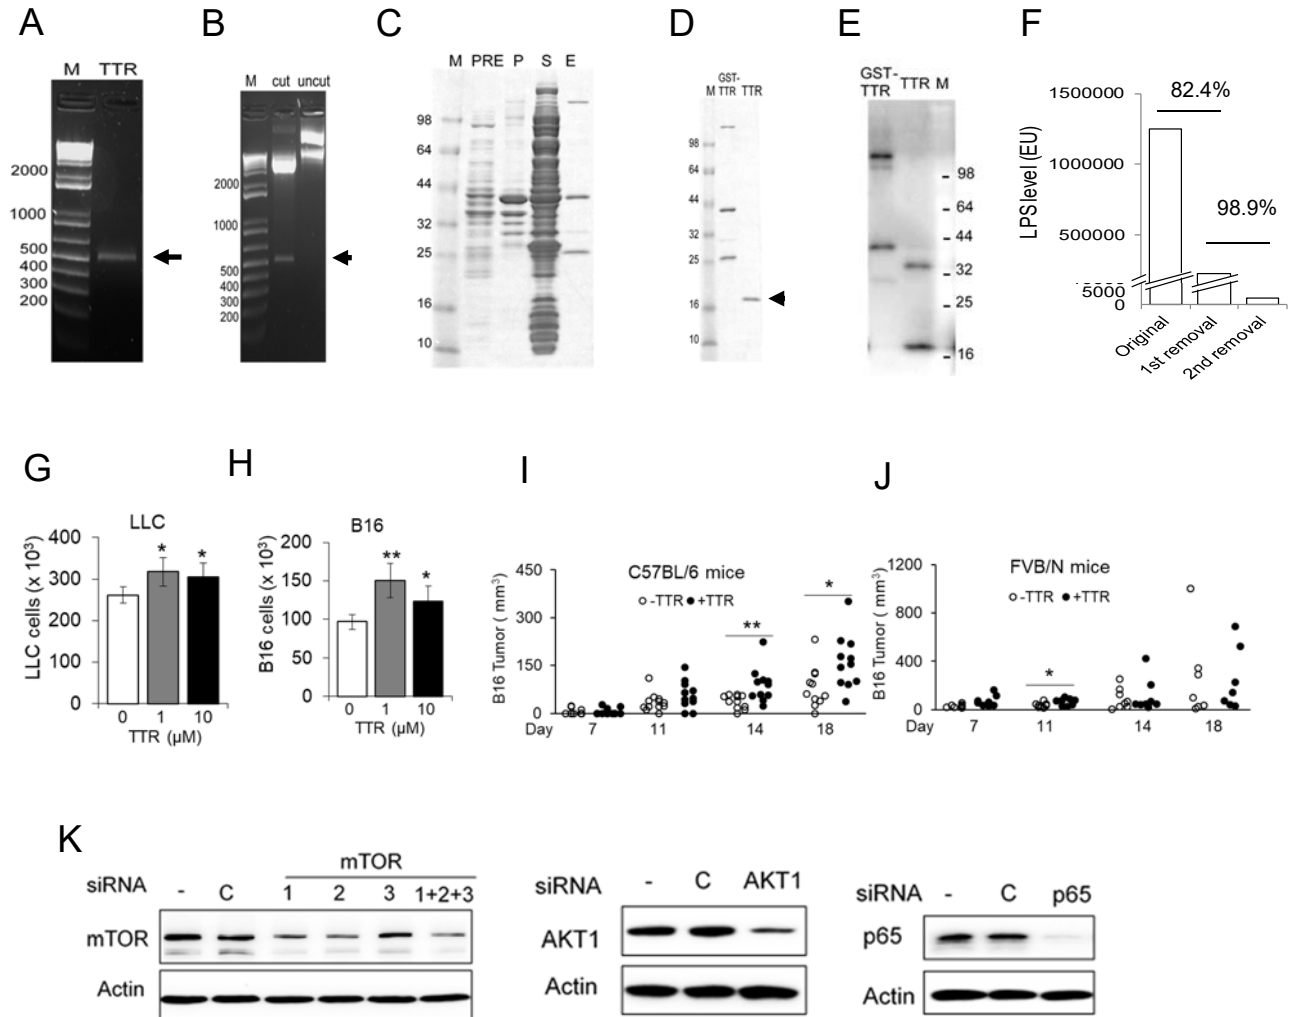 A
M TTR
2000
1000
500
400
300
200
B
M cut uncut
2000
1000
500
400
300
200
C
M PRE P S E
98
64
44
32
25
16
10
D
GST-
M TTR TTR
98
64
44
32
25
16
10
E
GST-
TTR TTR M
98
64
44
32
25
16
F
LPS level (EU)
1500000
1000000
500000
5000
0
82.4%
98.9%
Original
1st removal
2nd removal
G
LLC
LLC cells (x 10³)
400
300
200
100
0
* *
0 1 10
TTR (µM)
H
B16
B16 cells (x 10³)
200
150
100
50
0
** *
0 1 10
TTR (µM)
I
C57BL/6 mice
-TTR +TTR
B16 Tumor ( mm³)
450
300
150
0
**
*
Day 7 11 14 18
J
FVB/N mice
-TTR +TTR
B16 Tumor ( mm³)
1200
800
400
0
*
Day 7 11 14 18
K
mTOR
siRNA - C 1 2 3 1+2+3
mTOR
Actin
siRNA - C AKT1
AKT1
Actin
siRNA - C p65
p65
Actin